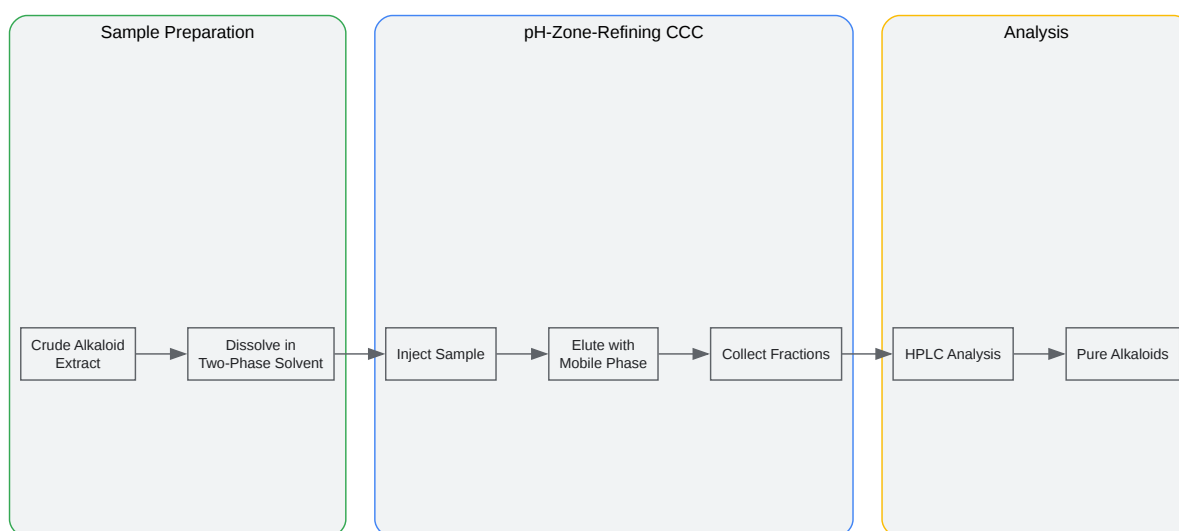 Sample Preparation
pH-Zone-Refining CCC
Analysis
Crude Alkaloid
Extract
Dissolve in
Two-Phase Solvent
Inject Sample
Elute with
Mobile Phase
Collect Fractions
HPLC Analysis
Pure Alkaloids